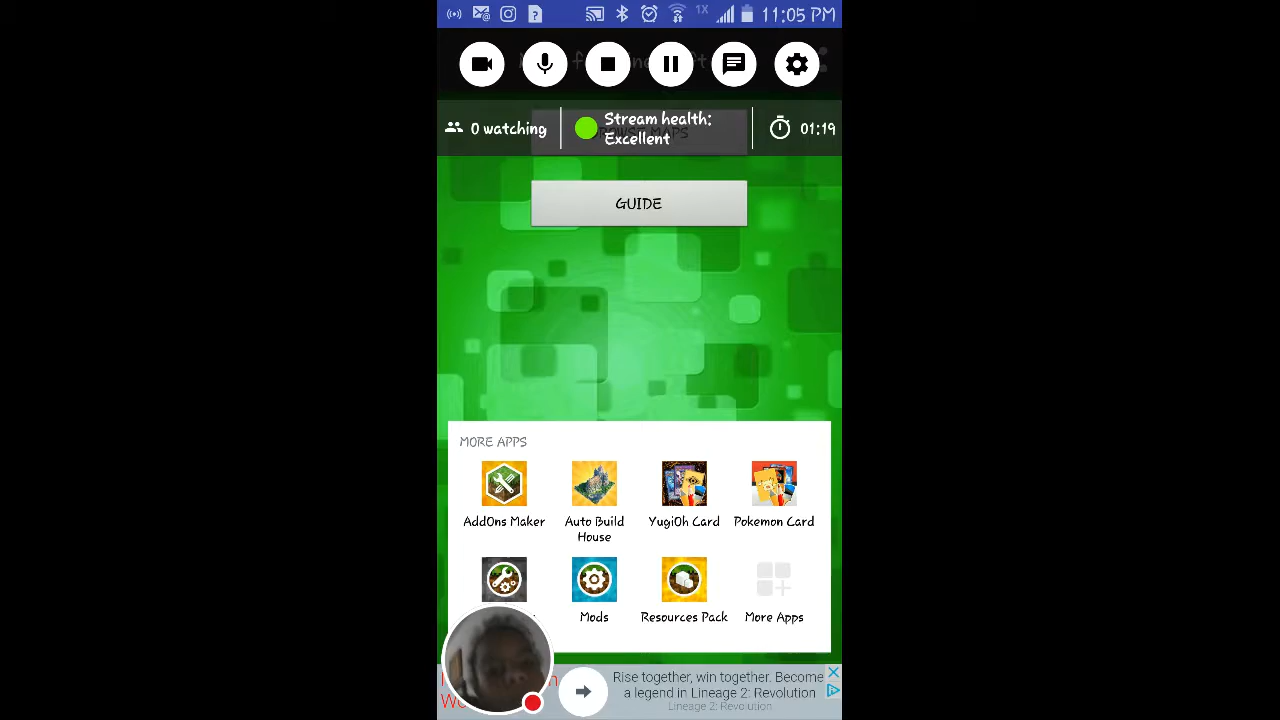 1X 11:05 PM
0 watching
Stream health:
Excellent
01:19
MAPS
GUIDE
MORE APPS
AddOns Maker
Auto Build
House
YugiOh Card
Pokemon Card
Mods
Resources Pack
More Apps
Rise together, win together. Become
a legend in Lineage 2: Revolution
Lineage 2: Revolution